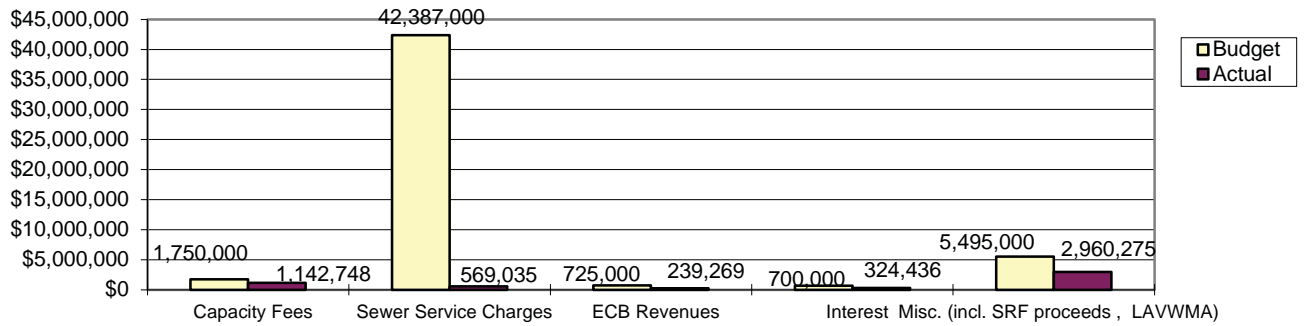 $45,000,000
$40,000,000
$35,000,000
$30,000,000
$25,000,000
$20,000,000
$15,000,000
$10,000,000
$5,000,000
$0
42,387,000
1,750,000
1,142,748
569,035
725,000
239,269
700,000
324,436
5,495,000
2,960,275
Capacity Fees
Sewer Service Charges
ECB Revenues
Interest
Misc. (incl. SRF proceeds , LAVWMA)
Budget
Actual